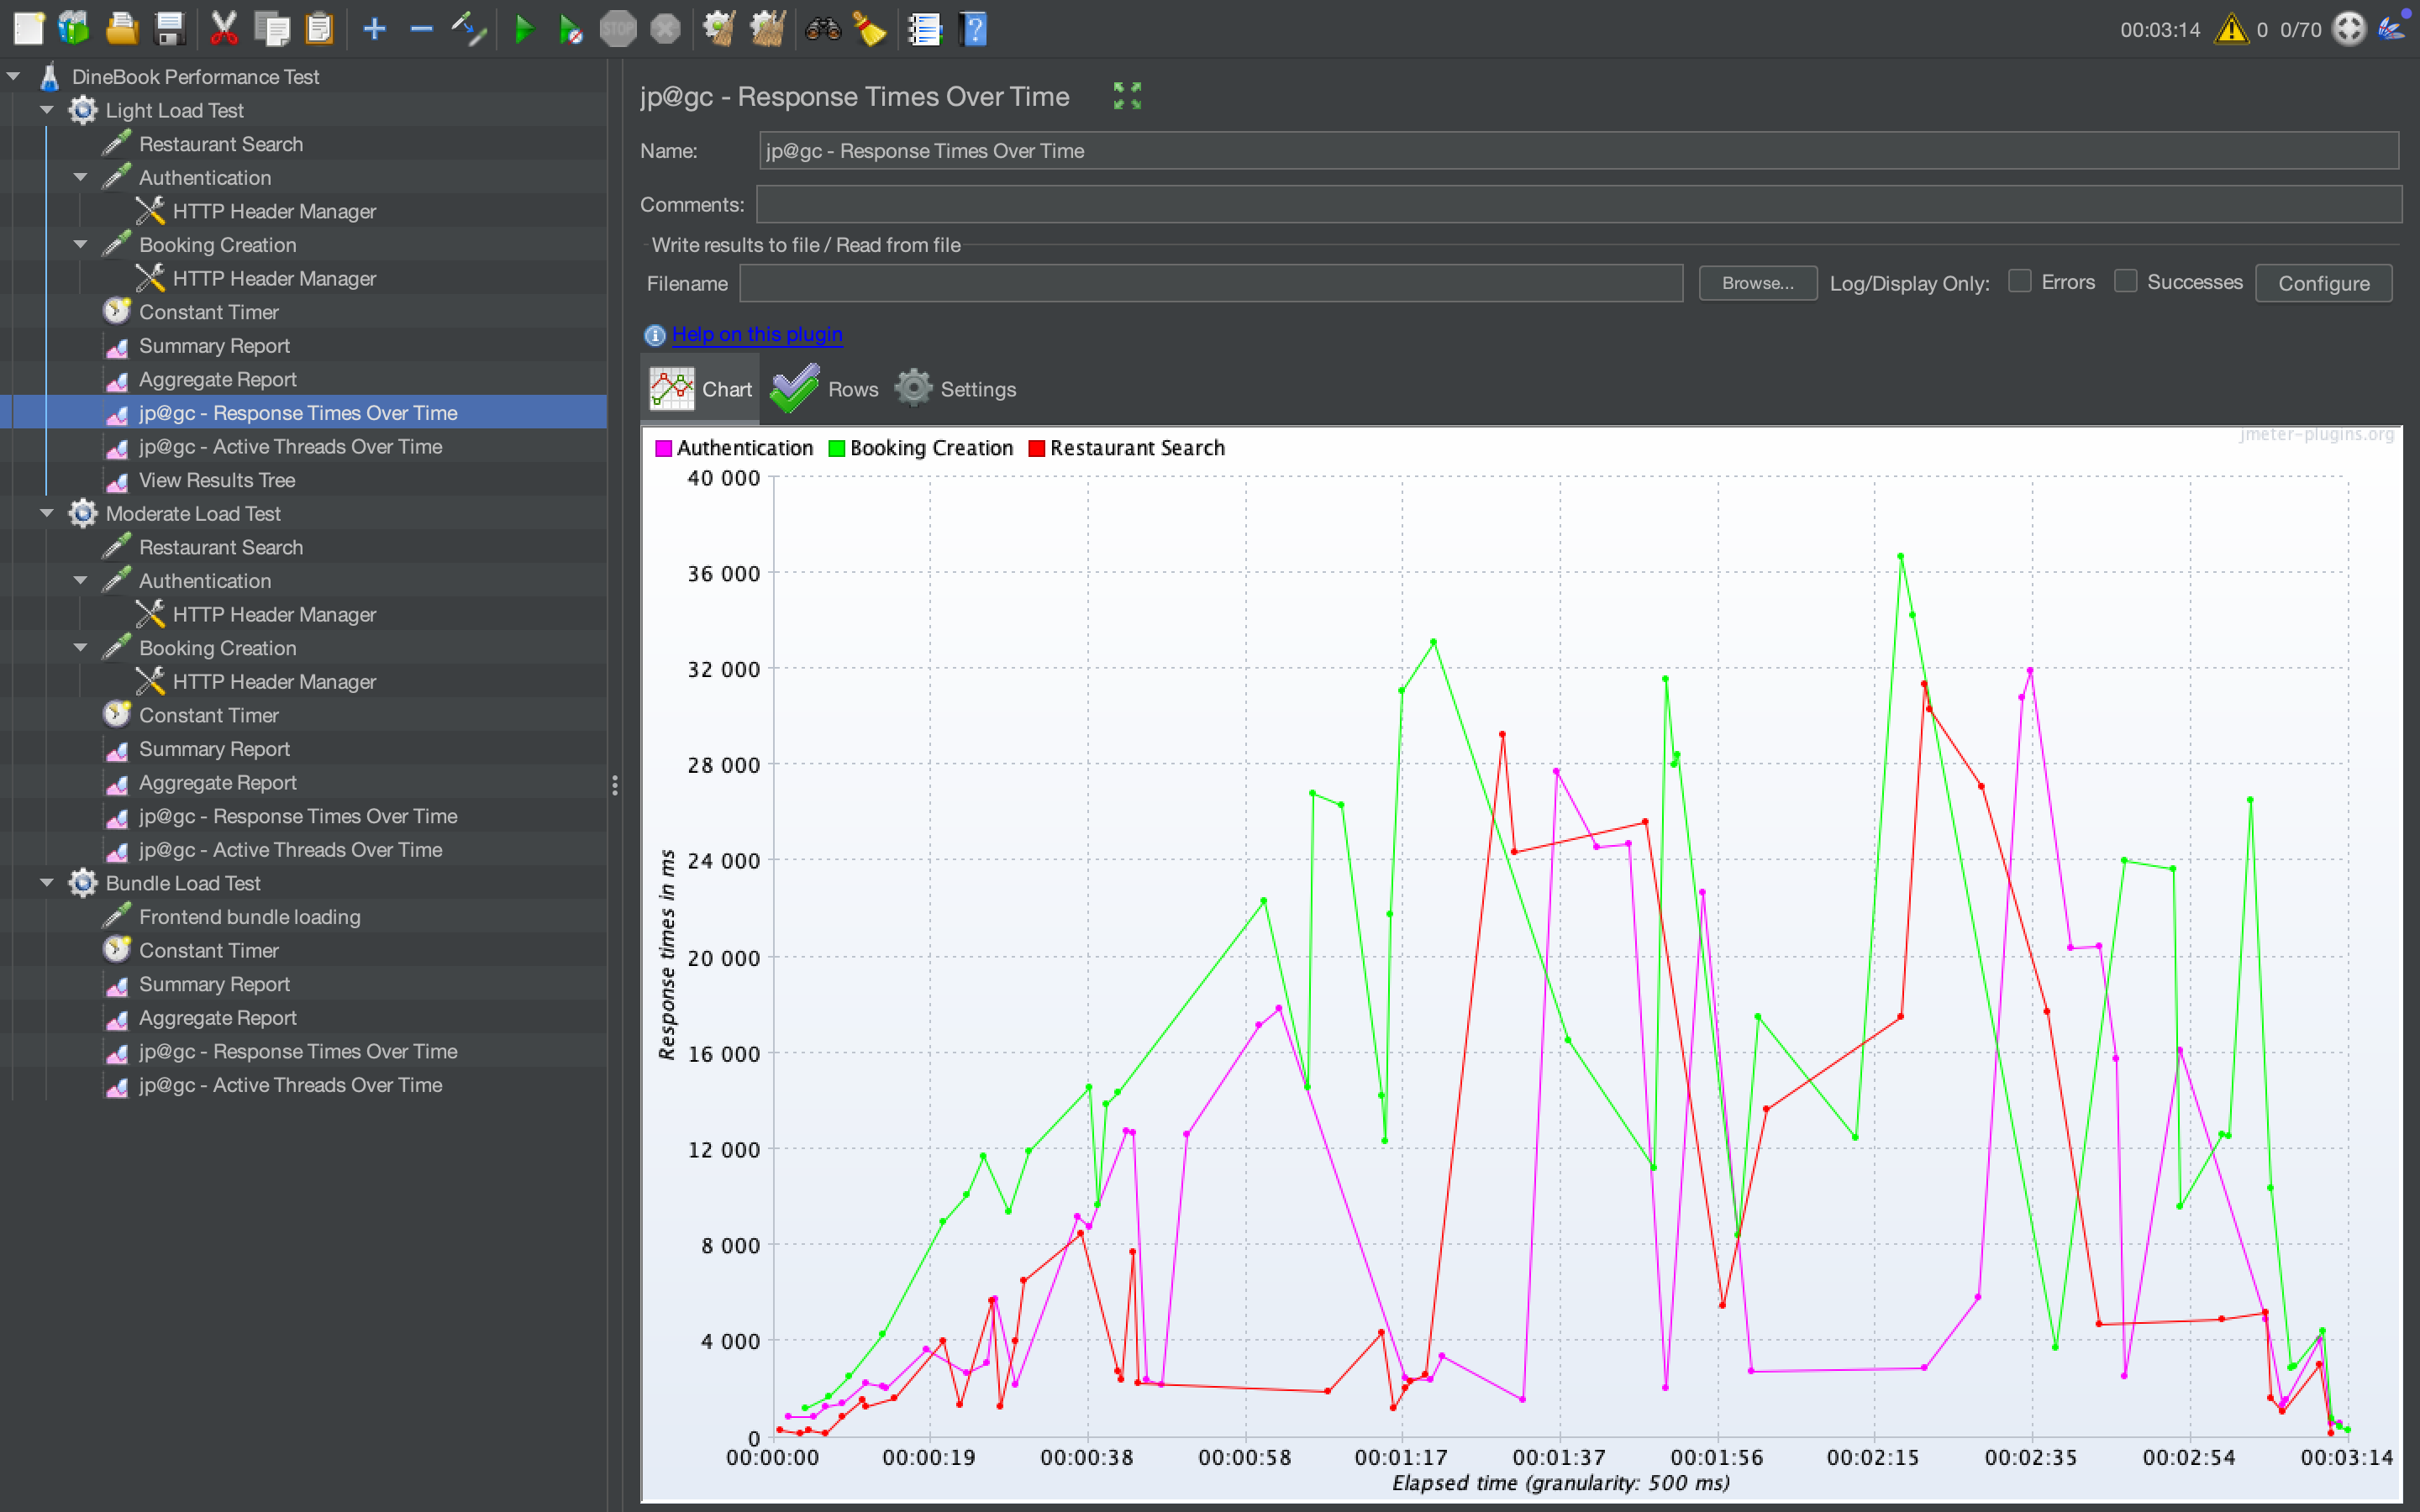 STOP
00:03:14 0 0/70
DineBook Performance Test
Light Load Test
Restaurant Search
Authentication
HTTP Header Manager
Booking Creation
HTTP Header Manager
Constant Timer
Summary Report
Aggregate Report
jp@gc - Response Times Over Time
jp@gc - Active Threads Over Time
View Results Tree
Moderate Load Test
Restaurant Search
Authentication
HTTP Header Manager
Booking Creation
HTTP Header Manager
Constant Timer
Summary Report
Aggregate Report
jp@gc - Response Times Over Time
jp@gc - Active Threads Over Time
Bundle Load Test
Frontend bundle loading
Constant Timer
Summary Report
Aggregate Report
jp@gc - Response Times Over Time
jp@gc - Active Threads Over Time
jp@gc - Response Times Over Time
Name: jp@gc - Response Times Over Time
Comments:
Write results to file / Read from file
Filename Browse... Log/Display Only: Errors Successes Configure
Help on this plugin
Chart Rows Settings
jmeter-plugins.org
Authentication Booking Creation Restaurant Search
40 000
36 000
32 000
28 000
24 000
20 000
16 000
12 000
8 000
4 000
0
Response times in ms
00:00:00 00:00:19 00:00:38 00:00:58 00:01:17 00:01:37 00:01:56 00:02:15 00:02:35 00:02:54 00:03:14
Elapsed time (granularity: 500 ms)